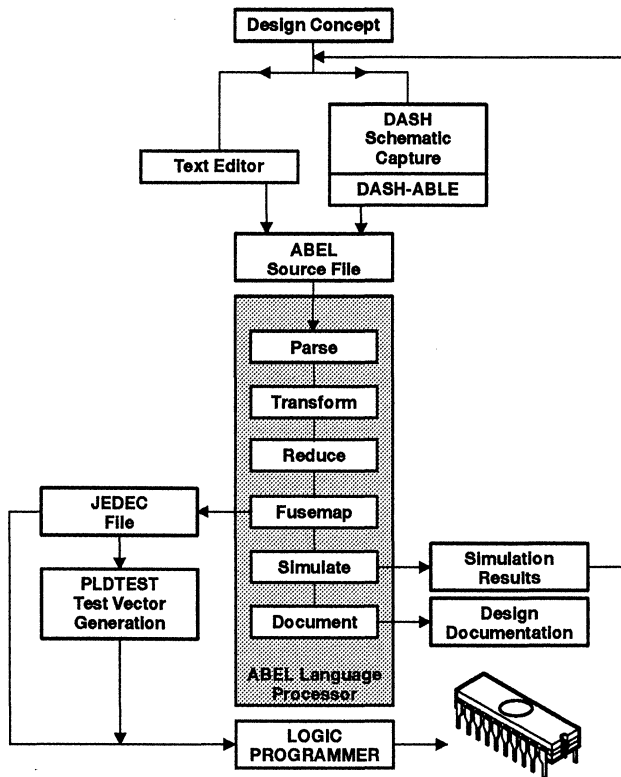 Design Concept
DASH
Schematic
Capture
Text Editor
DASH-ABLE
ABEL
Source File
Parse
Transform
Reduce
JEDEC
File
Fusemap
Simulate
Simulation
Results
PLDTEST
Test Vector
Generation
Document
Design
Documentation
ABEL Language
Processor
LOGIC
PROGRAMMER